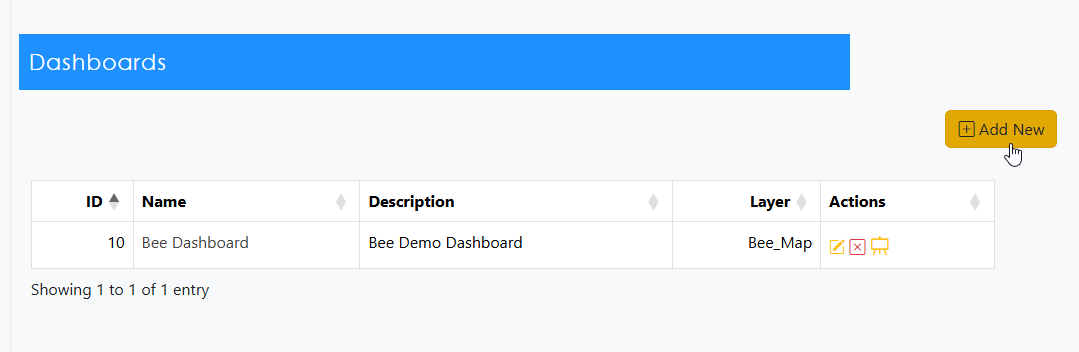 Dashboards
Add New
ID Name Description Layer Actions
10 Bee Dashboard Bee Demo Dashboard Bee_Map
Showing 1 to 1 of 1 entry